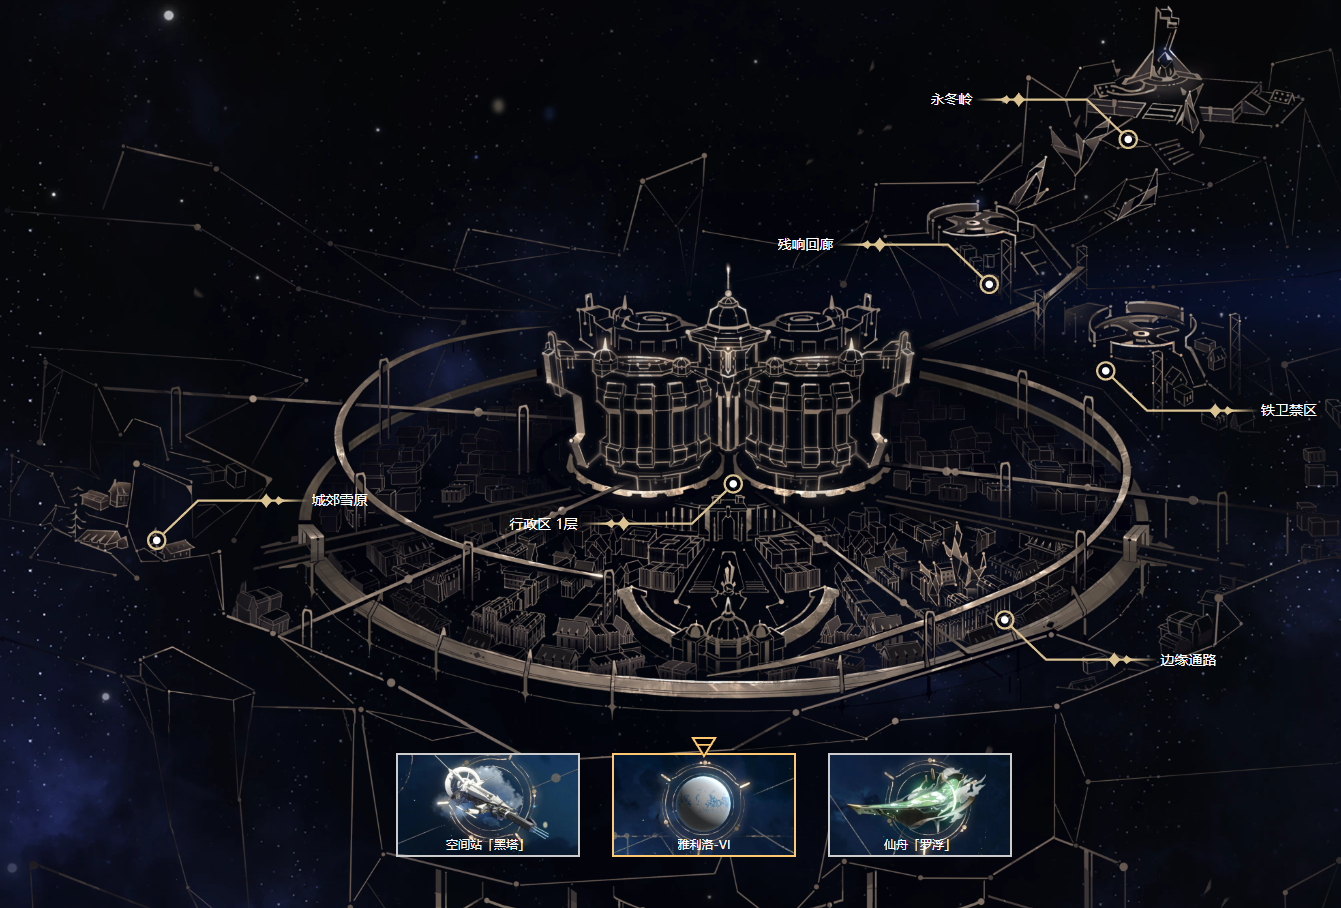 永冬岭
残响回廊
铁卫禁区
城郊雪原
行政区 1层
边缘通路
空间站「黑塔」
雅利洛-VI
仙舟「罗浮」